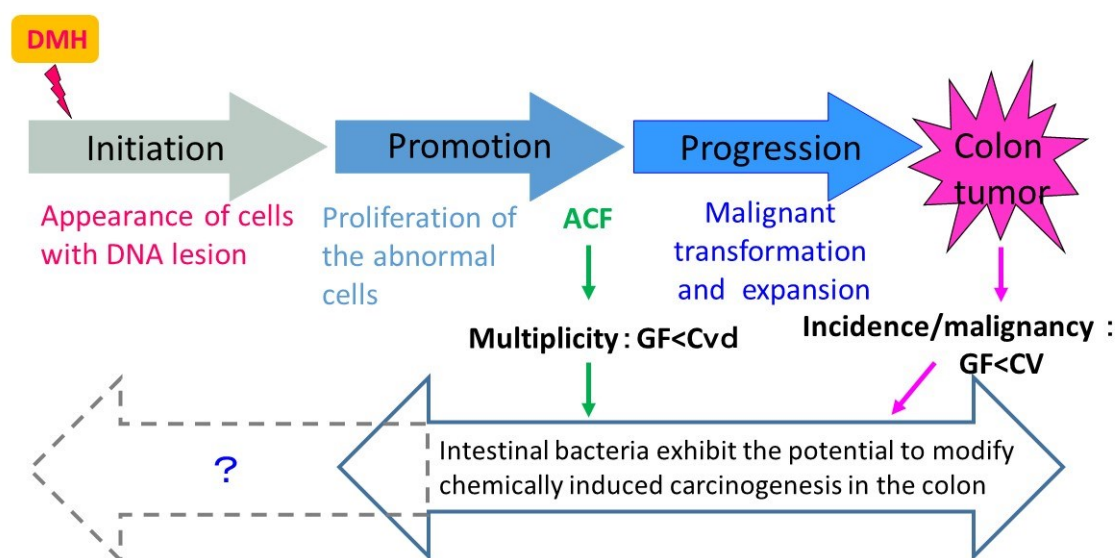 DMH
Initiation
Promotion
Progression
Colon
tumor
Appearance of cells
with DNA lesion
Proliferation of
the abnormal
cells
ACF
Malignant
transformation
and expansion
Multiplicity : GF<Cvd
Incidence/malignancy :
GF<CV
?
Intestinal bacteria exhibit the potential to modify
chemically induced carcinogenesis in the colon